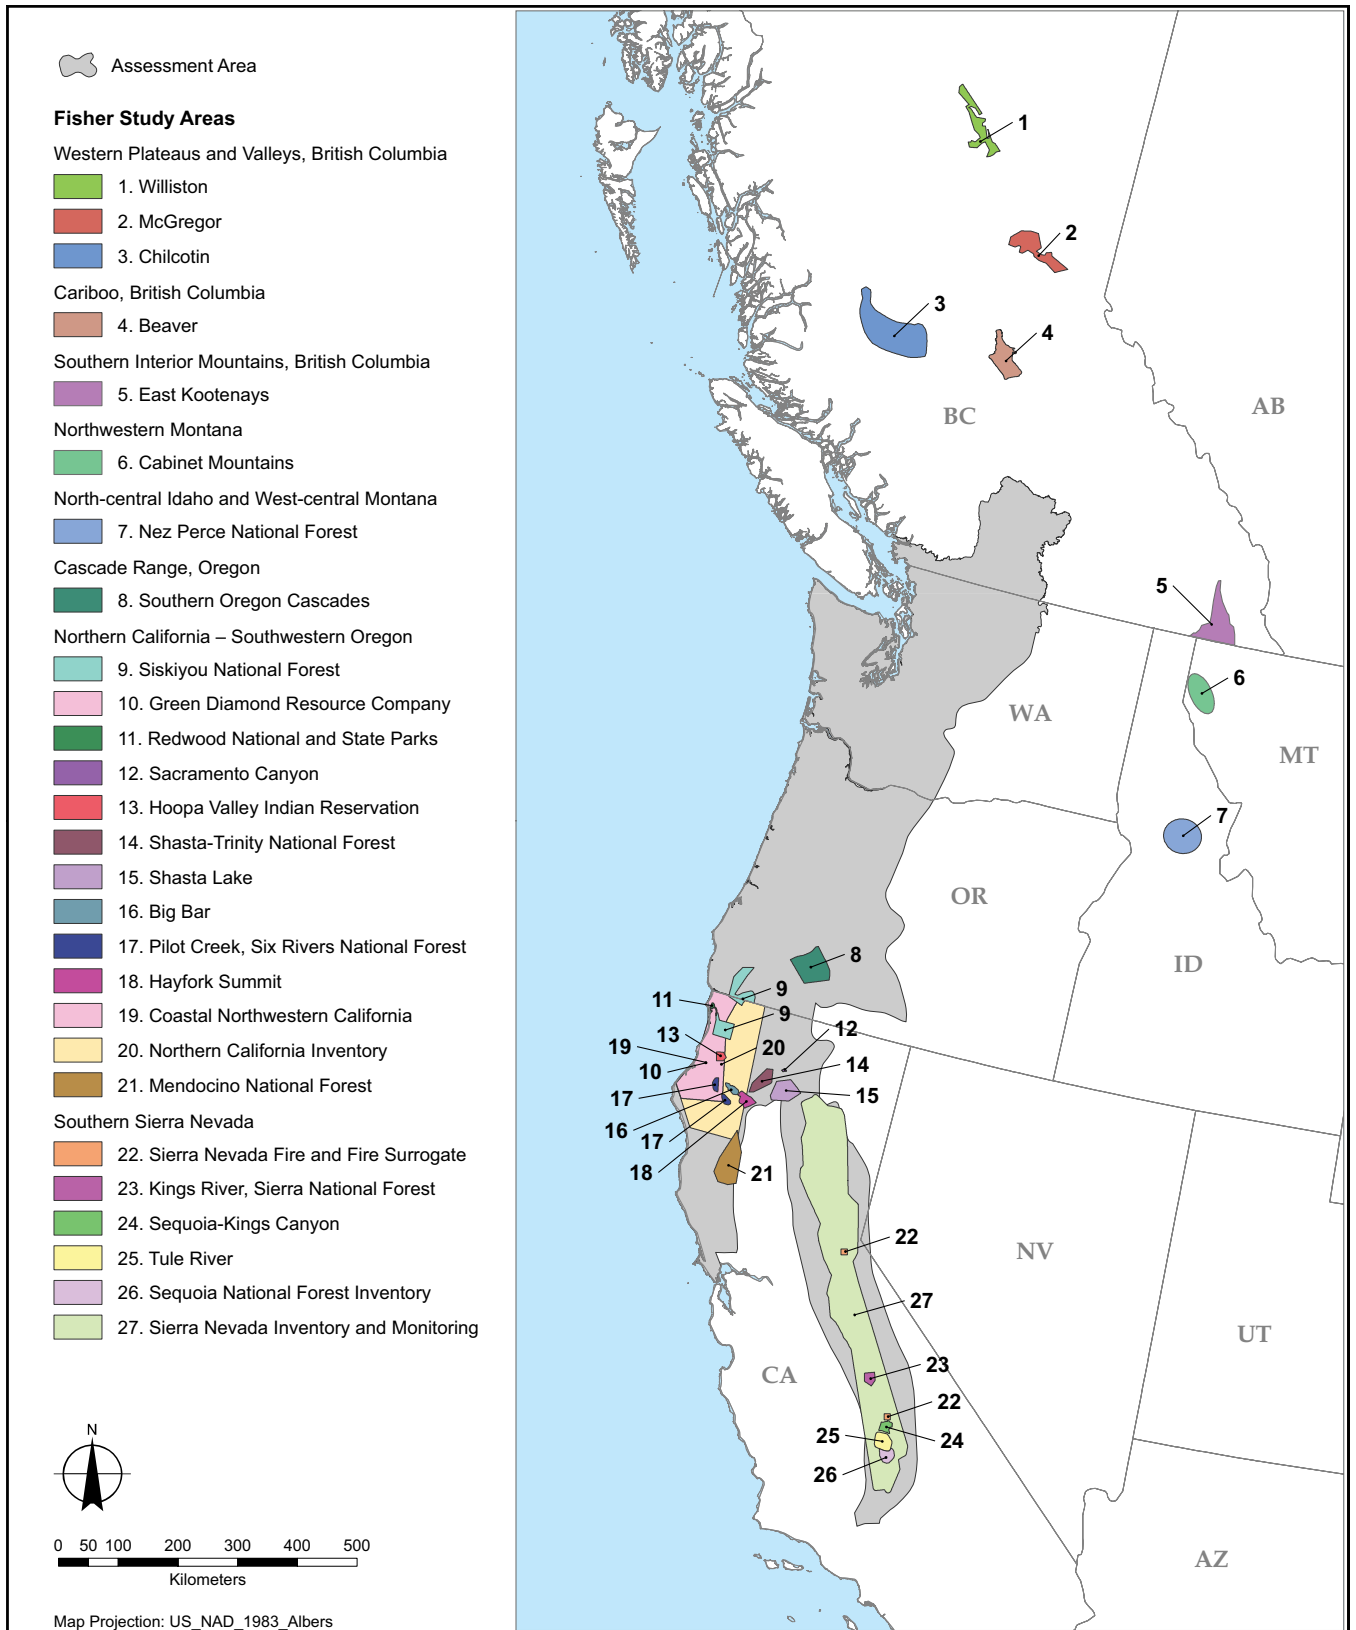 Assessment Area
Fisher Study Areas
Western Plateaus and Valleys, British Columbia
1. Williston
2. McGregor
3. Chilcotin
Cariboo, British Columbia
4. Beaver
Southern Interior Mountains, British Columbia
5. East Kootenays
Northwestern Montana
6. Cabinet Mountains
North-central Idaho and West-central Montana
7. Nez Perce National Forest
Cascade Range, Oregon
8. Southern Oregon Cascades
Northern California – Southwestern Oregon
9. Siskiyou National Forest
10. Green Diamond Resource Company
11. Redwood National and State Parks
12. Sacramento Canyon
13. Hoopa Valley Indian Reservation
14. Shasta-Trinity National Forest
15. Shasta Lake
16. Big Bar
17. Pilot Creek, Six Rivers National Forest
18. Hayfork Summit
19. Coastal Northwestern California
20. Northern California Inventory
21. Mendocino National Forest
Southern Sierra Nevada
22. Sierra Nevada Fire and Fire Surrogate
23. Kings River, Sierra National Forest
24. Sequoia-Kings Canyon
25. Tule River
26. Sequoia National Forest Inventory
27. Sierra Nevada Inventory and Monitoring
N
0 50 100 200 300 400 500
Kilometers
Map Projection: US_NAD_1983_Albers
1
2
3
4
BC
AB
5
6
WA
MT
7
OR
ID
8
9
11
9
13
12
19
20
10
14
17
15
16
17
18
21
22
NV
27
UT
23
CA
22
25
24
26
AZ